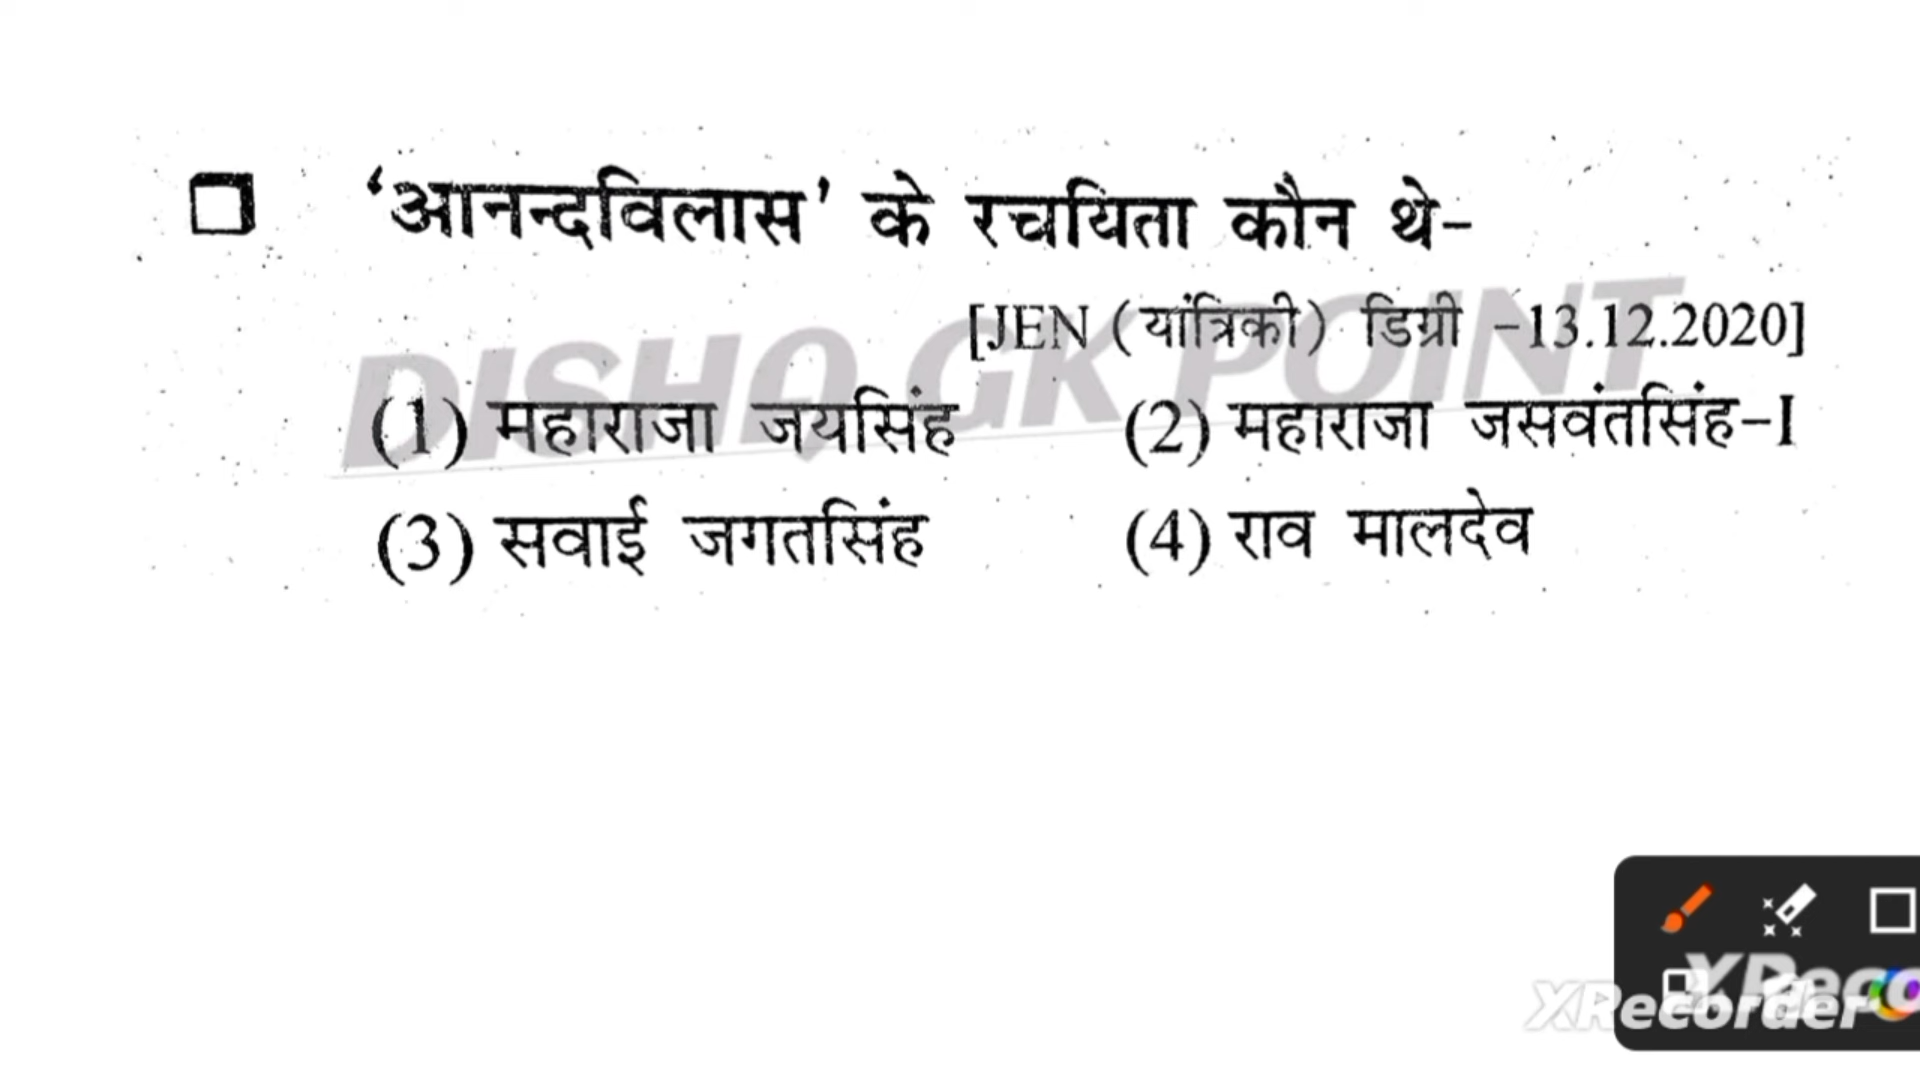 'आनन्दविलास' के रचयिता कौन थे-
[JEN (यांत्रिकी) डिग्री -13.12.2020]
DISHA GK POINT
(1) महाराजा जयसिंह (2) महाराजा जसवंतसिंह-I
(3) सवाई जगतसिंह (4) राव मालदेव
XReco
XRecorder